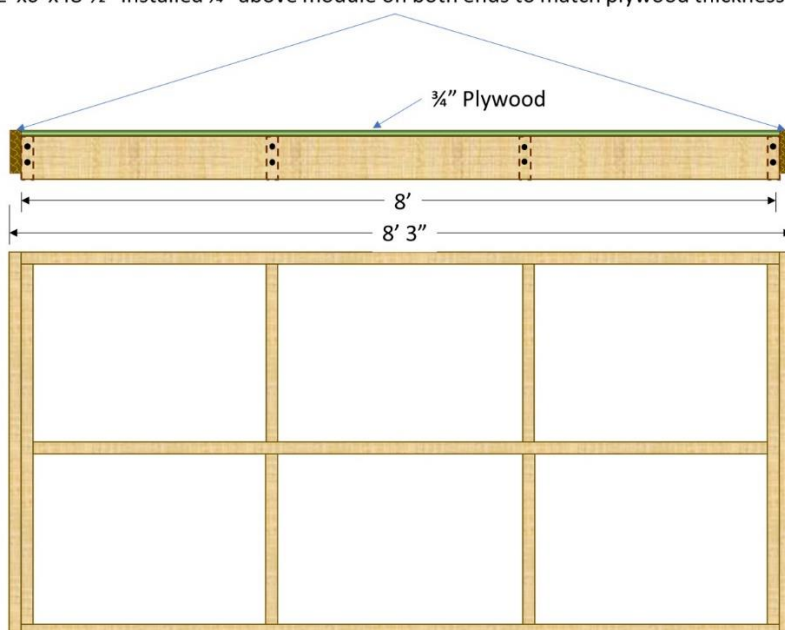 2"x6"x48 ½" Installed ¾" above module on both ends to match plywood thickness
¾” Plywood
8’
8’ 3”